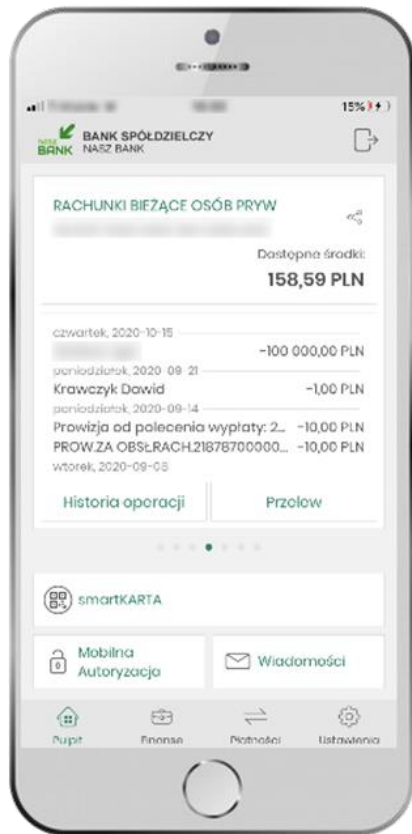 15%
NASZ BANK
BANK SPÓŁDZIELCZY
NASZ BANK
RACHUNKI BIEŻĄCE OSÓB PRYW
Dostępne środki:
158,59 PLN
czwartek, 2020-10-15
-100 000,00 PLN
poniedziałek, 2020-09-21
Krawczyk Dawid -1,00 PLN
poniedziałek, 2020-09-14
Prowizja od polecenia wypłaty: 2... -10,00 PLN
PROW.ZA OBSŁ.RACH.21878700000... -10,00 PLN
wtorek, 2020-09-08
Historia operacji Przelew
smartKARTA
Mobilna
Autoryzacja
Wiadomości
Pulpit Finanse Płatności Ustawienia